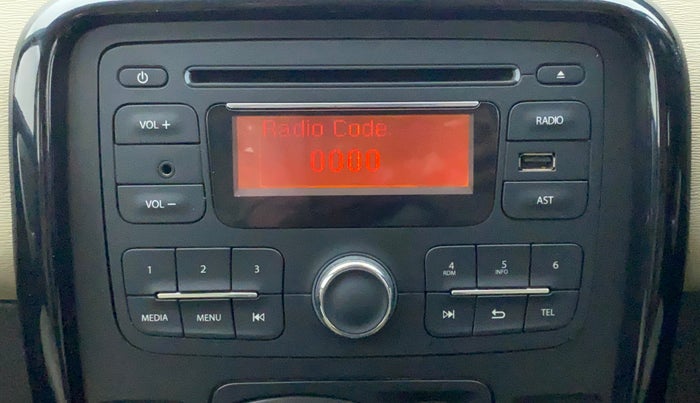 Radio Code:
0000
VOL +
RADIO
VOL −
AST
1
2
3
4
RDM
5
INFO
6
MEDIA
MENU
TEL